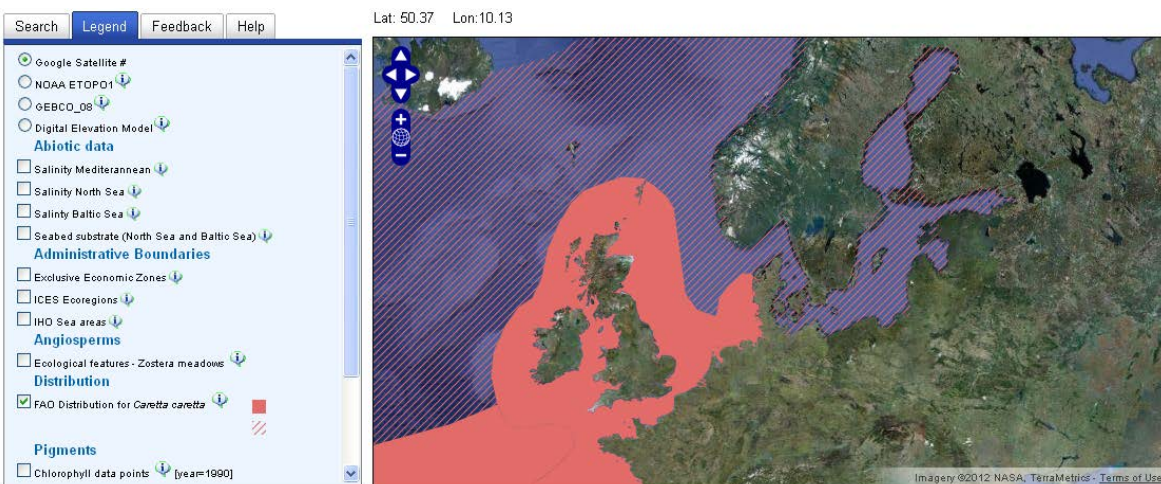 Search Legend Feedback Help
Lat: 50.37 Lon:10.13
Google Satellite #
NOAA ETOPO1
GEBCO_08
Digital Elevation Model
Abiotic data
Salinity Mediterannean
Salinity North Sea
Salinty Baltic Sea
Seabed substrate (North Sea and Baltic Sea)
Administrative Boundaries
Exclusive Economic Zones
ICES Ecoregions
IHO Sea areas
Angiosperms
Ecological features - Zostera meadows
Distribution
FAO Distribution for Caretta caretta
Pigments
Chlorophyll data points [year=1990]
Imagery ©2012 NASA, TerraMetrics - Terms of Use